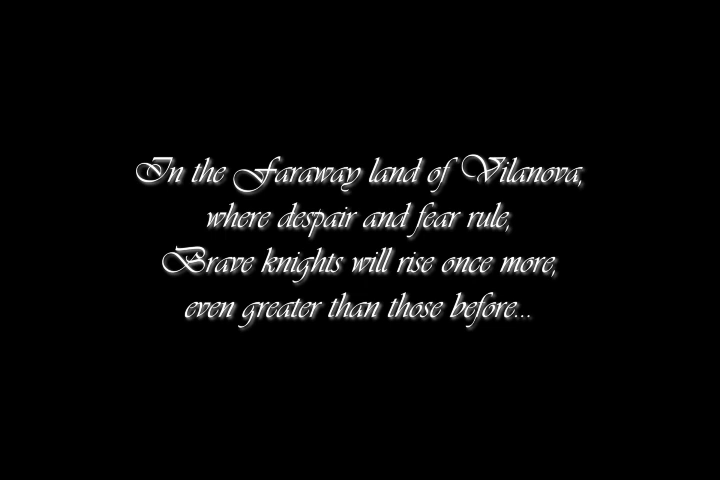 In the Faraway land of Vilanova,
where despair and fear rule,
Brave knights will rise once more,
even greater than those before...